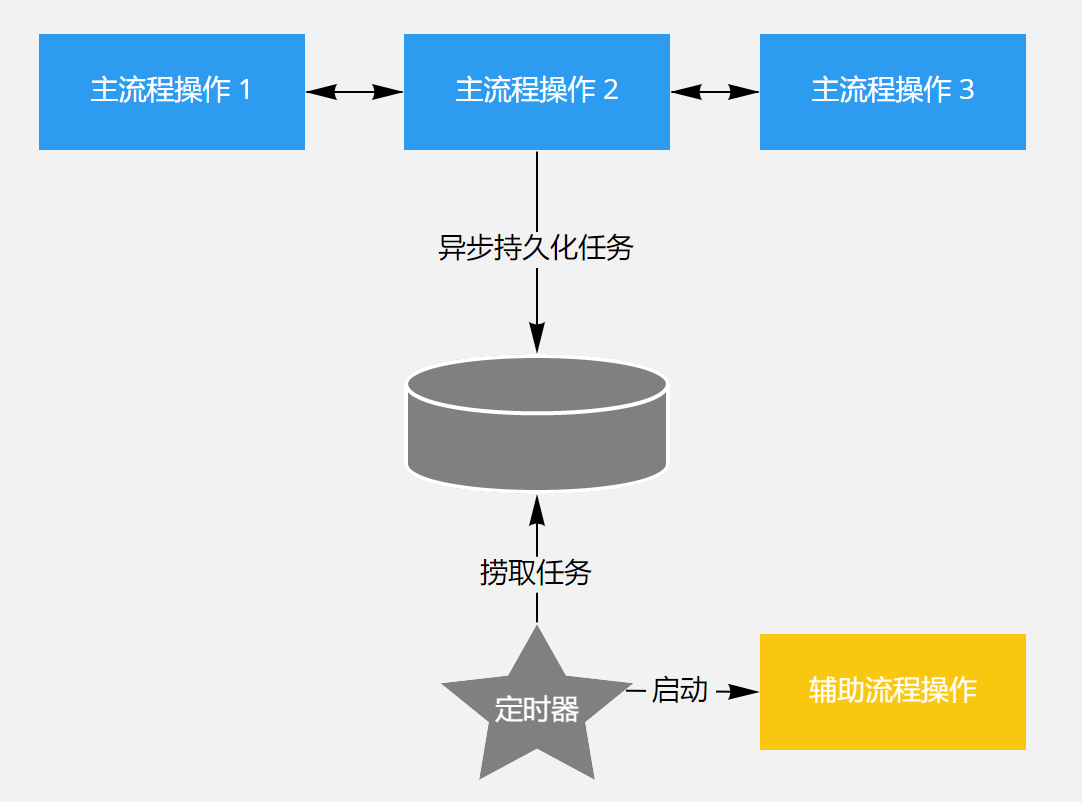 主流程操作 1
主流程操作 2
主流程操作 3
异步持久化任务
捞取任务
定时器
启动
辅助流程操作